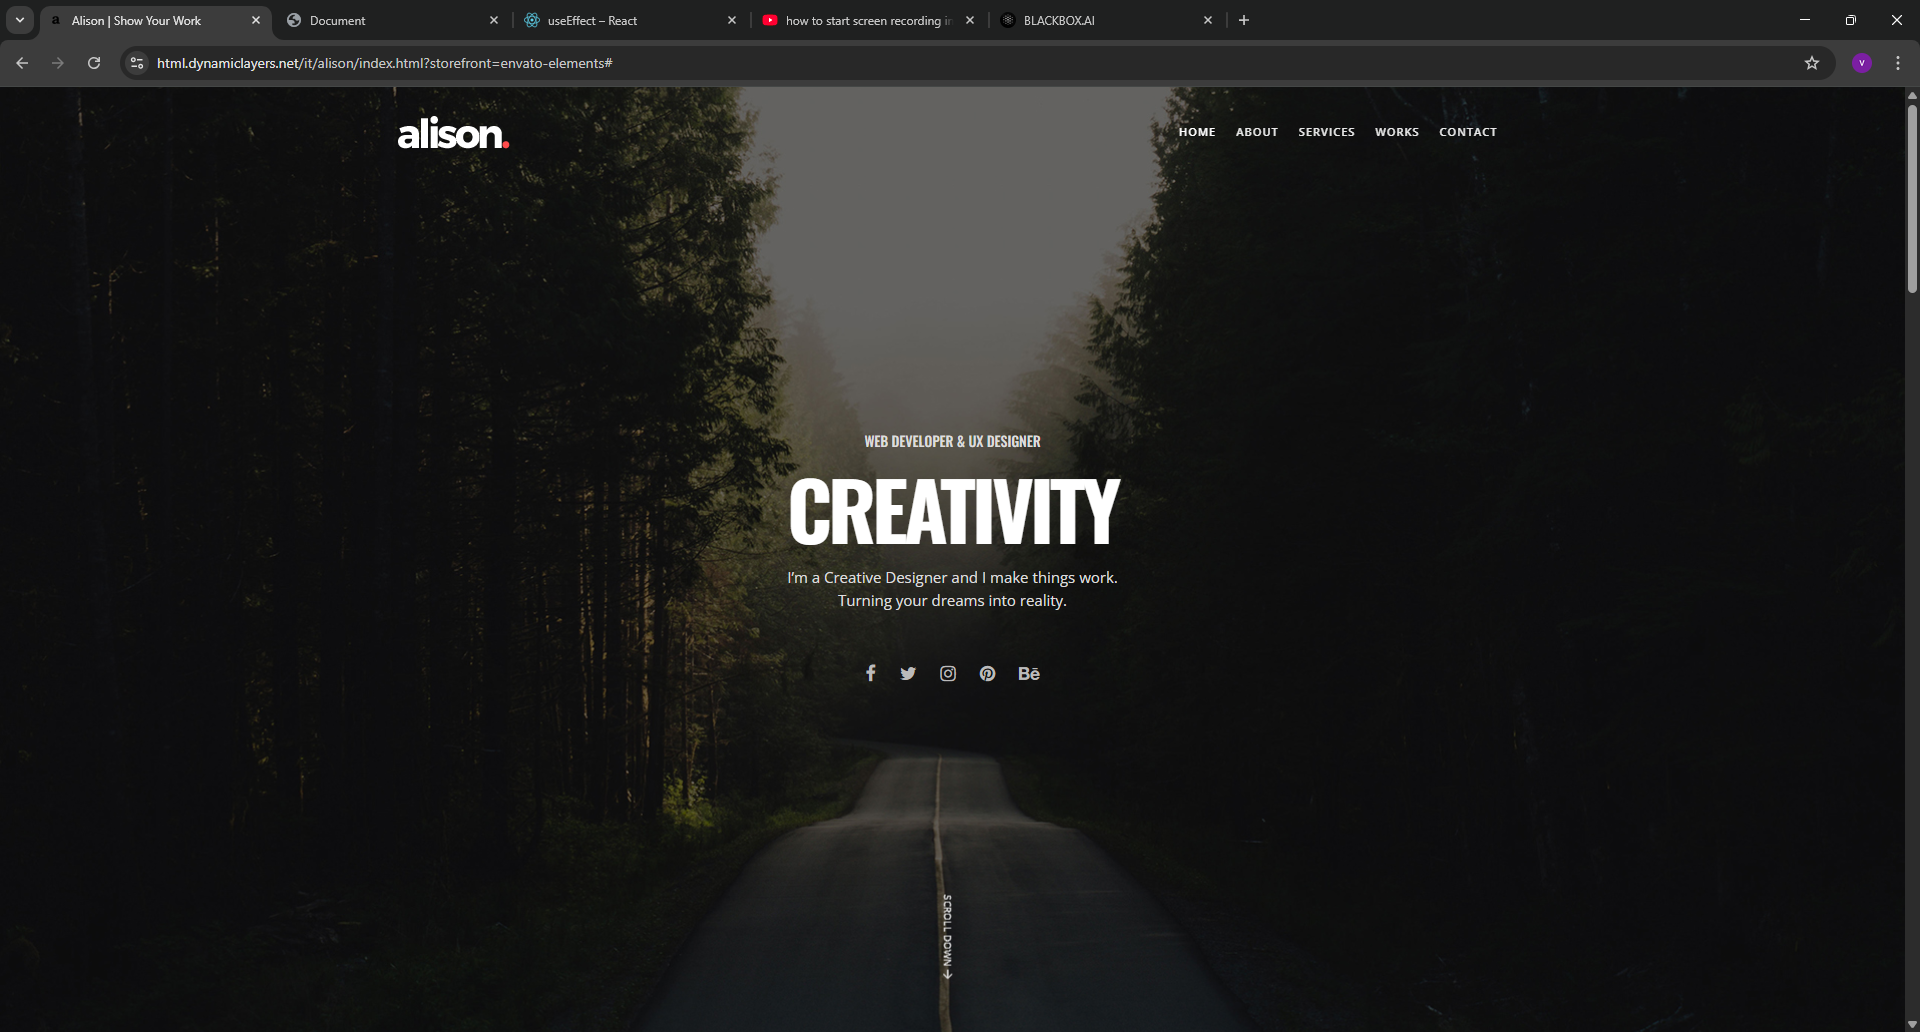 Alison | Show Your Work
Document
useEffect – React
how to start screen recording in
BLACKBOX.AI
html.dynamiclayers.net/it/alison/index.html?storefront=envato-elements#
V
alison.
HOME ABOUT SERVICES WORKS CONTACT
WEB DEVELOPER & UX DESIGNER
CREATIVITY
I'm a Creative Designer and I make things work.
Turning your dreams into reality.
Bē
SCROLL DOWN →